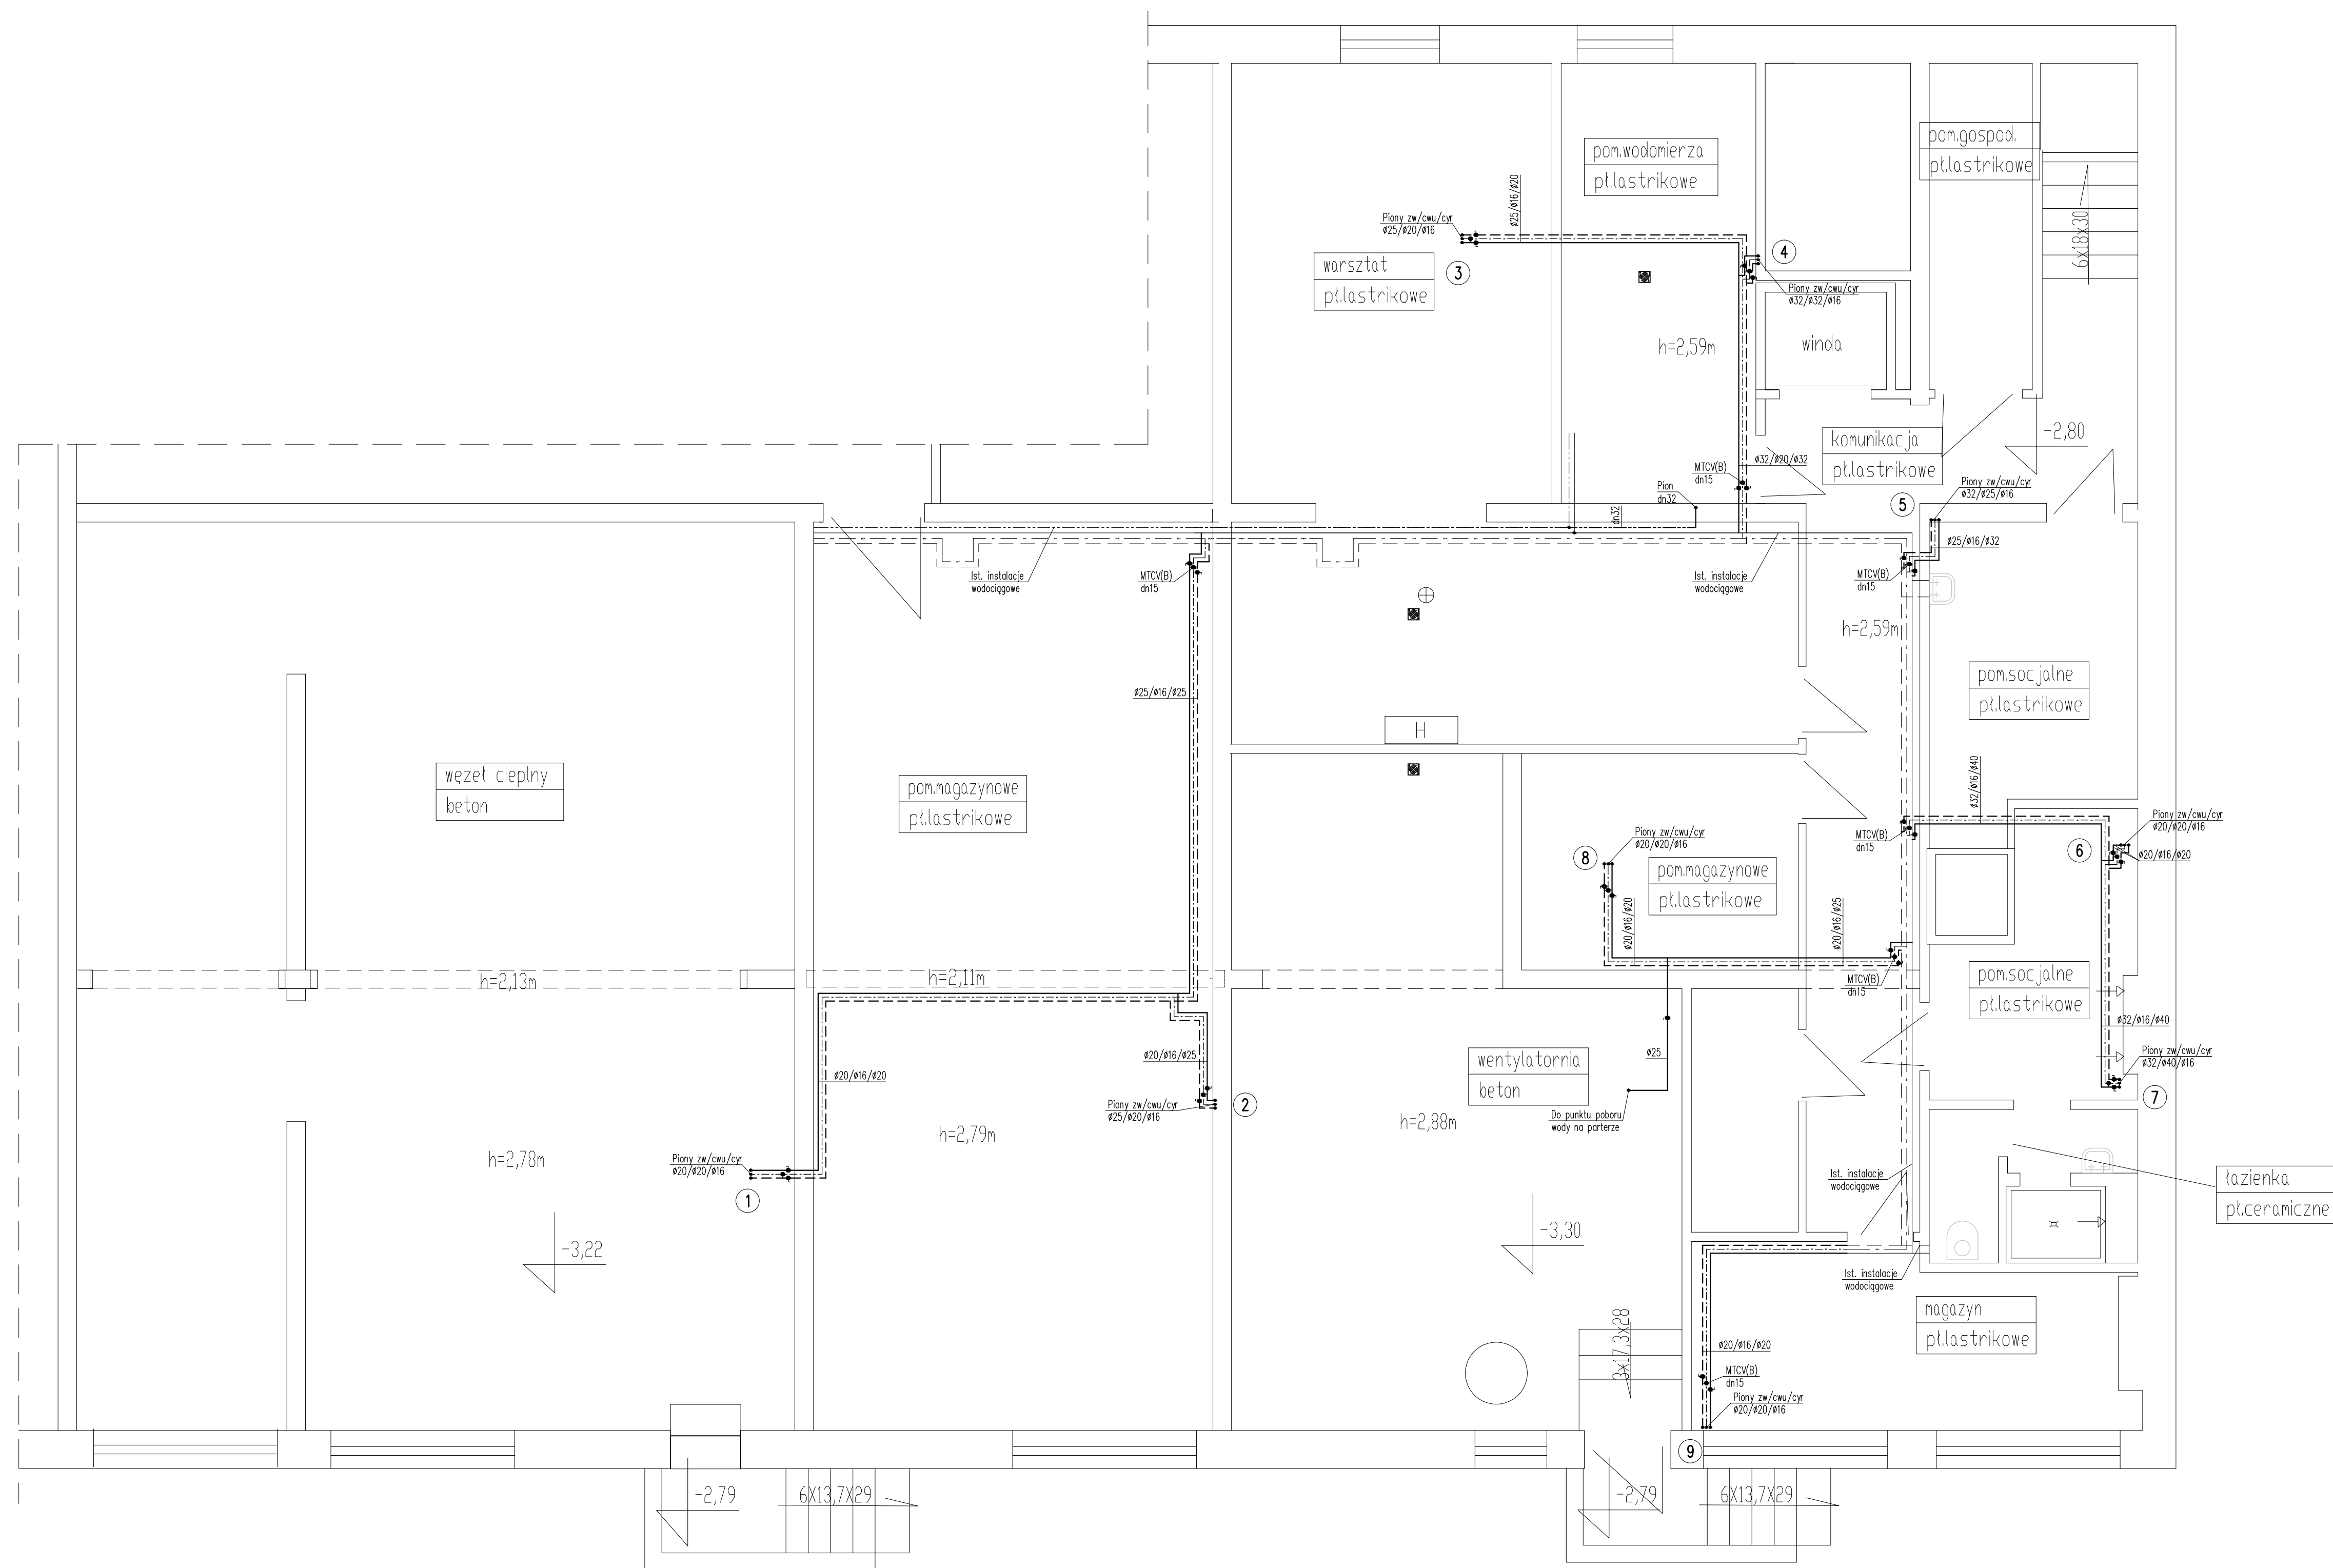 pom.gospod.
pł.lastrikowe
6x18x30
pom.wodomierza
pł.lastrikowe
ø25/ø16/ø20
Piony zw/cwu/cyr
ø25/ø20/ø16
3
warsztat
pł.lastrikowe
4
Piony zw/cwu/cyr
ø32/ø32/ø16
h=2,59m
winda
komunikacja
pł.lastrikowe
-2,80
ø32/ø20/ø32
MTCV(B)
dn15
Pion
dn32
dn32
5
Piony zw/cwu/cyr
ø32/ø25/ø16
ø25/ø16/ø32
Ist. instalacje
wodociągowe
MTCV(B)
dn15
Ist. instalacje
wodociągowe
MTCV(B)
dn15
h=2,59m
ø25/ø16/ø25
pom.socjalne
pł.lastrikowe
H
węzeł cieplny
beton
pom.magazynowe
pł.lastrikowe
ø32/ø16/ø40
Piony zw/cwu/cyr
ø20/ø20/ø16
6
ø20/ø16/ø20
MTCV(B)
dn15
8
Piony zw/cwu/cyr
ø20/ø20/ø16
pom.magazynowe
pł.lastrikowe
ø20/ø16/ø20
ø20/ø16/ø25
h=2,13m
h=2,11m
MTCV(B)
dn15
pom.socjalne
pł.lastrikowe
ø32/ø16/ø40
Piony zw/cwu/cyr
ø32/ø40/ø16
7
ø20/ø16/ø20
ø20/ø16/ø25
Piony zw/cwu/cyr
ø25/ø20/ø16
2
ø25
wentylatornia
beton
Do punktu poboru
wody na parterze
h=2,88m
h=2,79m
h=2,78m
Piony zw/cwu/cyr
ø20/ø20/ø16
1
Ist. instalacje
wodociągowe
łazienka
pł.ceramiczne
-3,22
-3,30
Ist. instalacje
wodociągowe
magazyn
pł.lastrikowe
3x17,3x28
ø20/ø16/ø20
MTCV(B)
dn15
Piony zw/cwu/cyr
ø20/ø20/ø16
9
-2,79
6X13,7X29
-2,79
6X13,7X29